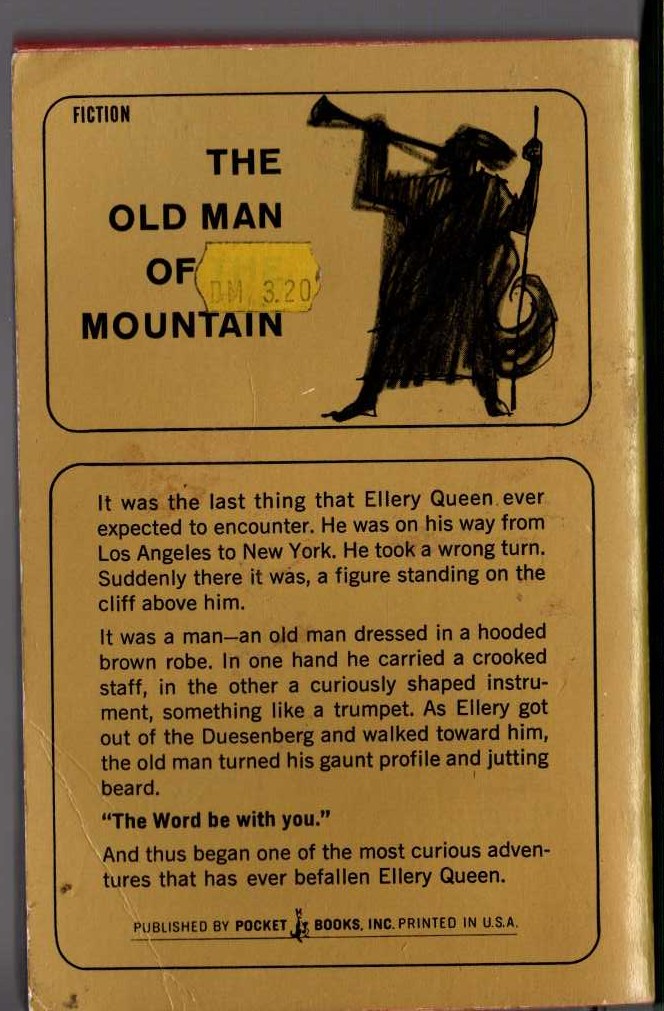 FICTION
THE
OLD MAN
OF THE
DM 3.20
MOUNTAIN
It was the last thing that Ellery Queen ever
expected to encounter. He was on his way from
Los Angeles to New York. He took a wrong turn.
Suddenly there it was, a figure standing on the
cliff above him.
It was a man—an old man dressed in a hooded
brown robe. In one hand he carried a crooked
staff, in the other a curiously shaped instru-
ment, something like a trumpet. As Ellery got
out of the Duesenberg and walked toward him,
the old man turned his gaunt profile and jutting
beard.
“The Word be with you.”
And thus began one of the most curious adven-
tures that has ever befallen Ellery Queen.
PUBLISHED BY POCKET BOOKS, INC. PRINTED IN U.S.A.